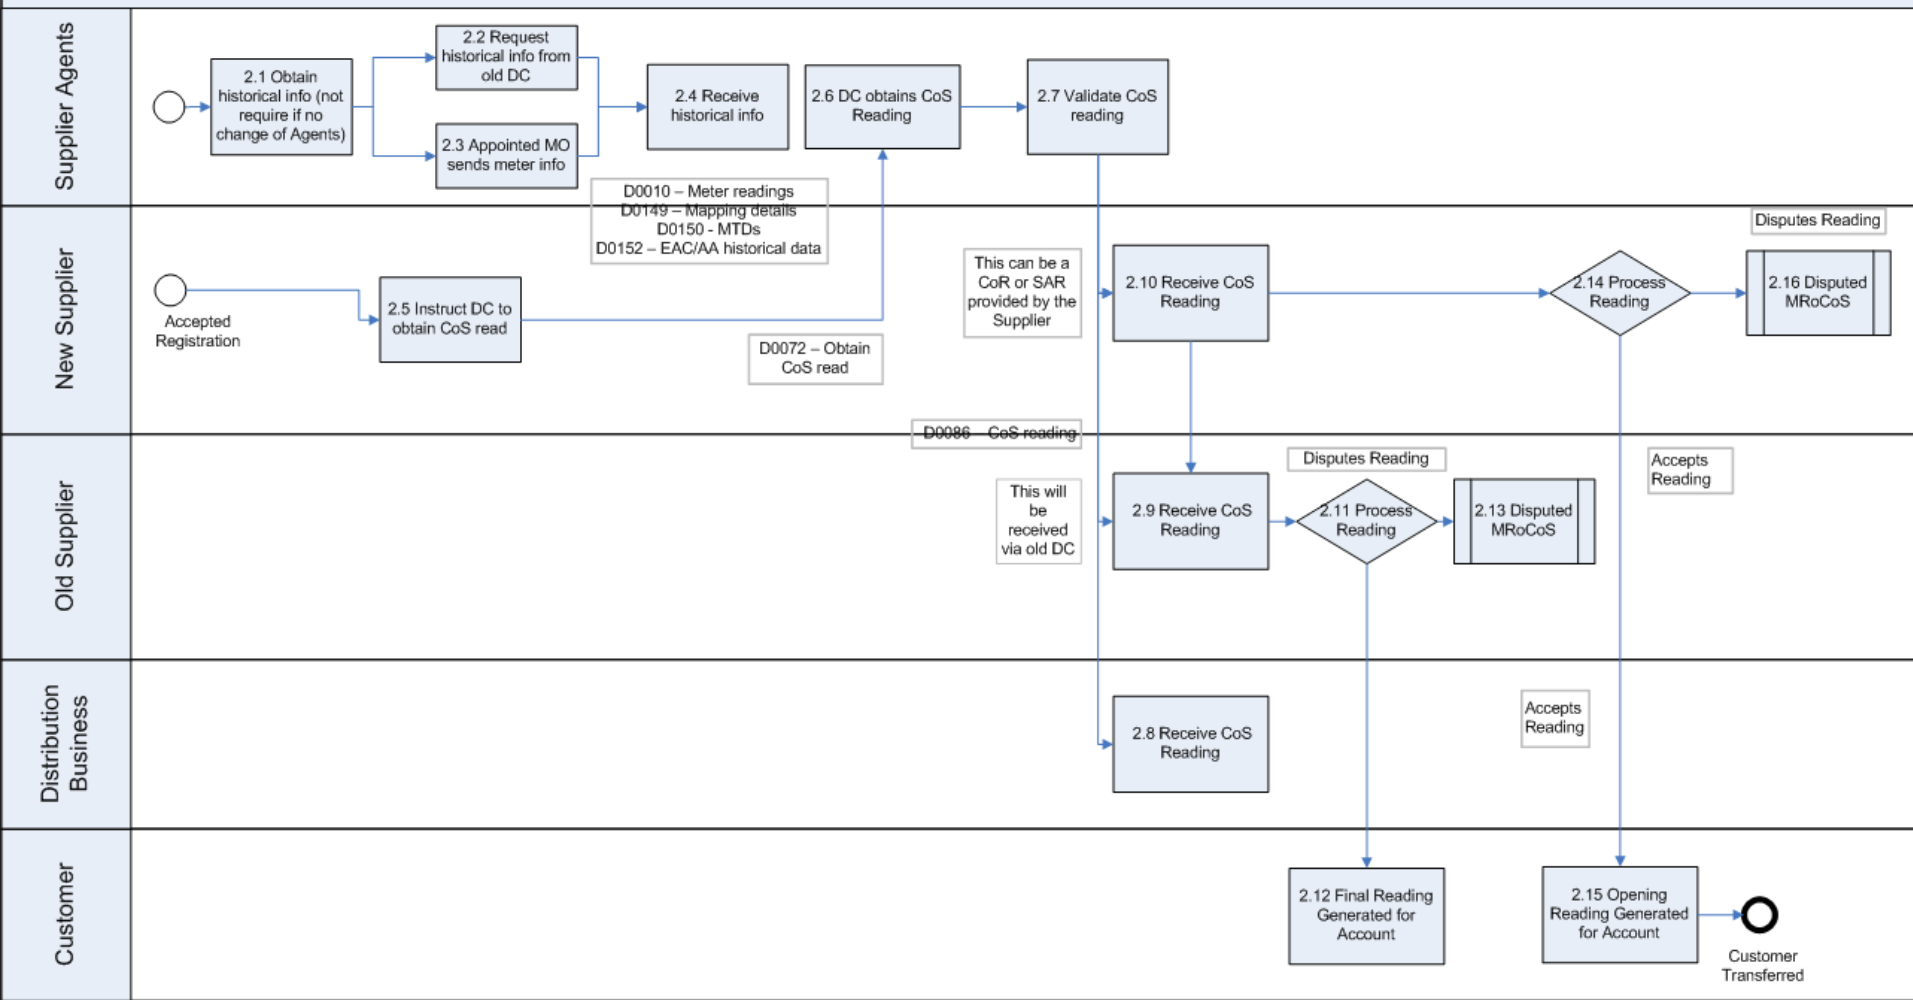 Supplier Agents
2.1 Obtain
historical info (not
require if no
change of Agents)
2.2 Request
historical info from
old DC
2.3 Appointed MO
sends meter info
2.4 Receive
historical info
2.6 DC obtains CoS
Reading
2.7 Validate CoS
reading
D0010 – Meter readings
D0149 – Mapping details
D0150 - MTDs
D0152 – EAC/AA historical data
New Supplier
Accepted
Registration
2.5 Instruct DC to
obtain CoS read
D0072 – Obtain
CoS read
This can be a
CoR or SAR
provided by the
Supplier
2.10 Receive CoS
Reading
2.14 Process
Reading
Disputes Reading
2.16 Disputed
MRoCoS
D0086 – CoS reading
Old Supplier
This will
be
received
via old DC
2.9 Receive CoS
Reading
Disputes Reading
2.11 Process
Reading
2.13 Disputed
MRoCoS
Accepts
Reading
Distribution
Business
2.8 Receive CoS
Reading
Accepts
Reading
Customer
2.12 Final Reading
Generated for
Account
2.15 Opening
Reading Generated
for Account
Customer
Transferred